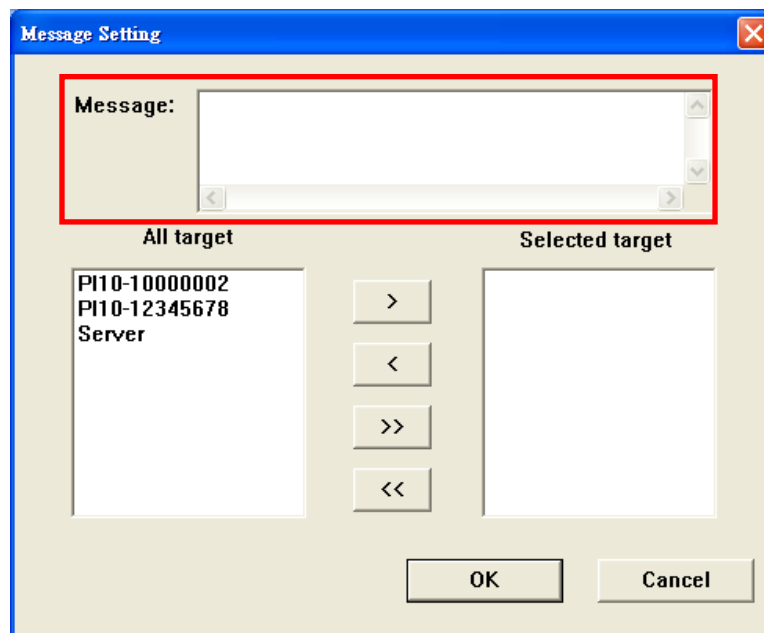 Message Setting
Message:
All target
Selected target
PI10-10000002
PI10-12345678
Server
>
<
>>
<<
OK
Cancel